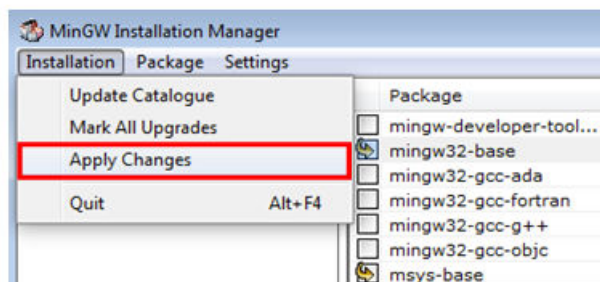 MinGW Installation Manager
Installation Package Settings
Update Catalogue
Mark All Upgrades
Apply Changes
Quit Alt+F4
Package
mingw-developer-tool...
mingw32-base
mingw32-gcc-ada
mingw32-gcc-fortran
mingw32-gcc-g++
mingw32-gcc-objc
msys-base